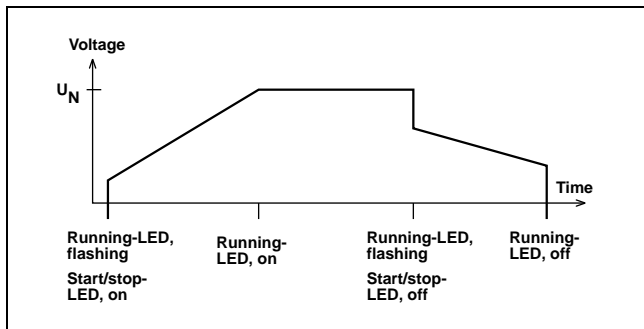 Voltage
UN
Time
Running-LED,
flashing
Start/stop-
LED, on
Running-
LED, on
Running-LED,
flashing
Start/stop-
LED, off
Running-
LED, off